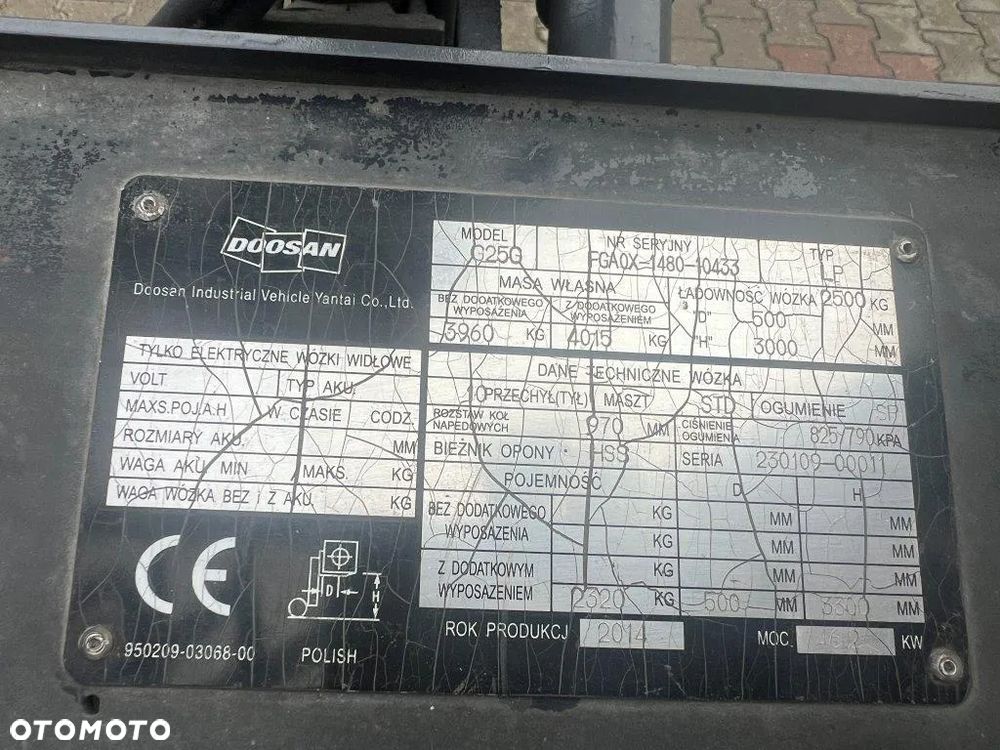 DOOSAN
Doosan Industrial Vehicle Yantai Co.,Ltd.
MODEL NR SERYJNY TYP
G25G FGA0X-1480-10433 LP
MASA WŁASNA ŁADOWNOŚĆ WÓZKA 2500 KG
BEZ DODATKOWEGO WYPOSAŻENIA Z DODATKOWEGO WYPOSAŻENIEM "D" 500 MM
3960 KG 4015 KG "H" 3000 MM
TYLKO ELEKTRYCZNE WÓZKI WIDŁOWE
VOLT TYP AKU.
MAXS.POJ.A.H W CZASIE GODZ.
ROZMIARY AKU. MM
WAGA AKU. MIN MAKS. KG
WAGA WÓZKA BEZ I Z AKU. KG
DANE TECHNICZNE WÓZKA
10 PRZECHYŁ(TYŁ) MASZT STD OGUMIENIE SP
ROZSTAW KÓŁ NAPEDOWYCH 970 MM CIŚNIENIE OGUMIENIA 825/790 KPA
BIEŻNIK OPONY HSS SERIA 230109-00011
POJEMNOŚĆ D H
BEZ DODATKOWEGO KG MM MM
WYPOSAŻENIA KG MM MM
Z DODATKOWYM KG MM MM
WYPOSAŻENIEM 2320 KG 500 MM 3300 MM
ROK PRODUKCJ 2014 MOC. KW
CE
D H
950209-03068-00 POLISH
OTOMOTO